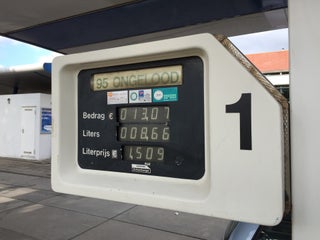 95 ONGELOOD
Bedrag € 013,07
Liters 008,66
Literprijs € 1,509
1